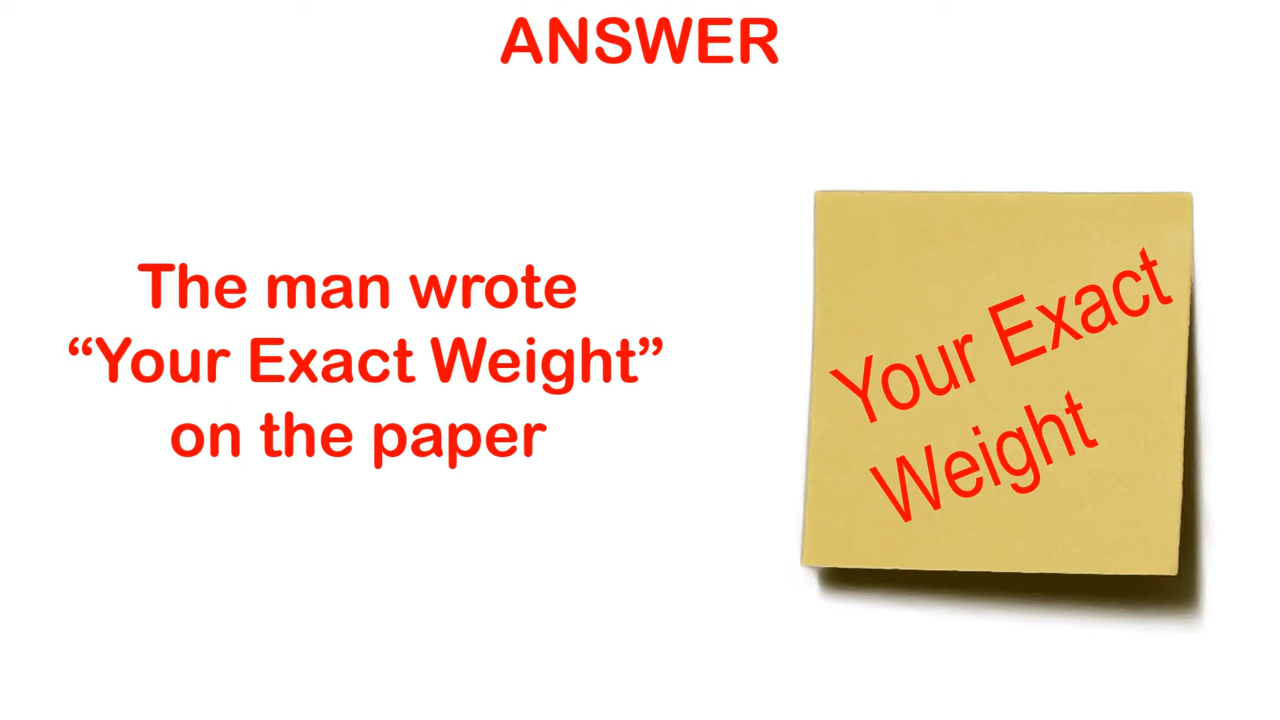 ANSWER
The man wrote
“Your Exact Weight”
on the paper
Your Exact
Weight